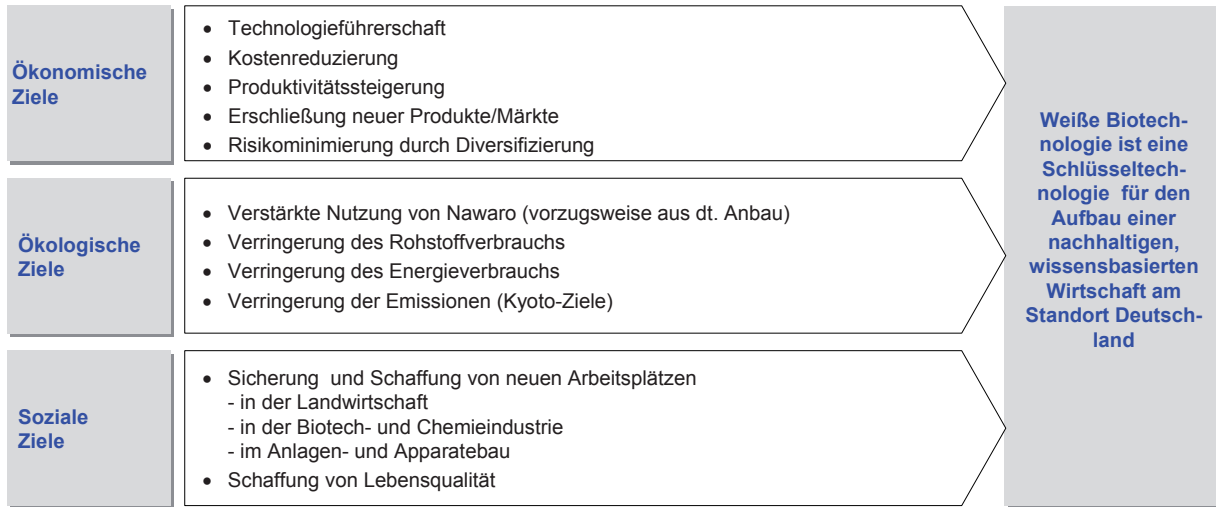 Ökonomische
Ziele
• Technologieführerschaft
• Kostenreduzierung
• Produktivitätssteigerung
• Erschließung neuer Produkte/Märkte
• Risikominimierung durch Diversifizierung
Ökologische
Ziele
• Verstärkte Nutzung von Nawaro (vorzugsweise aus dt. Anbau)
• Verringerung des Rohstoffverbrauchs
• Verringerung des Energieverbrauchs
• Verringerung der Emissionen (Kyoto-Ziele)
Soziale
Ziele
• Sicherung und Schaffung von neuen Arbeitsplätzen
- in der Landwirtschaft
- in der Biotech- und Chemieindustrie
- im Anlagen- und Apparatebau
• Schaffung von Lebensqualität
Weiße Biotech-
nologie ist eine
Schlüsseltech-
nologie für den
Aufbau einer
nachhaltigen,
wissensbasierten
Wirtschaft am
Standort Deutsch-
land